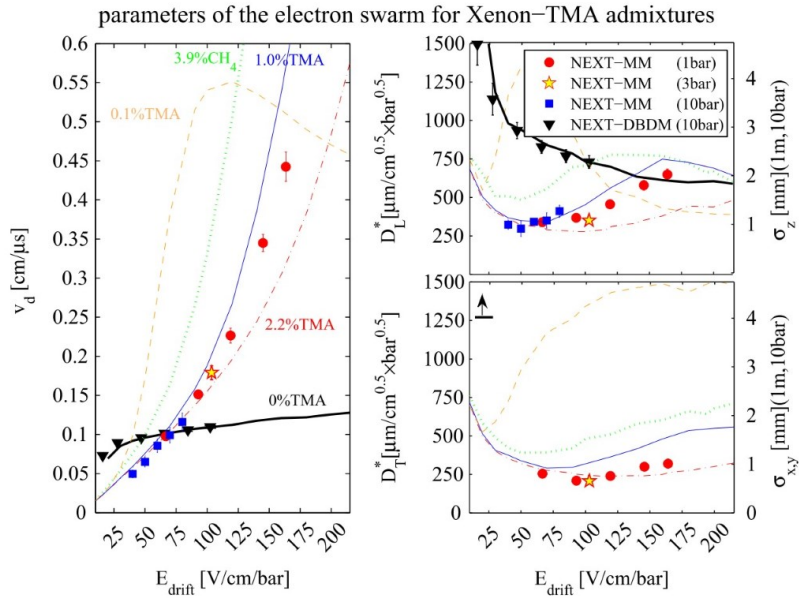 parameters of the electron swarm for Xenon−TMA admixtures
v_d [cm/μs]
0.6
0.55
0.5
0.45
0.4
0.35
0.3
0.25
0.2
0.15
0.1
0.05
0
3.9%CH₄
1.0%TMA
0.1%TMA
2.2%TMA
0%TMA
25 50 75 100 125 150 175 200
E_drift [V/cm/bar]
D*_L [μm/cm^0.5×bar^0.5]
1500
1250
1000
750
500
250
NEXT−MM (1bar)
NEXT−MM (3bar)
NEXT−MM (10bar)
NEXT−DBDM (10bar)
4
3
2
1
0
σ_z [mm](1m,10bar)
D*_T [μm/cm^0.5×bar^0.5]
1500
1250
1000
750
500
250
0
4
3
2
1
0
σ_x,y [mm](1m,10bar)
25 50 75 100 125 150 175 200
E_drift [V/cm/bar]